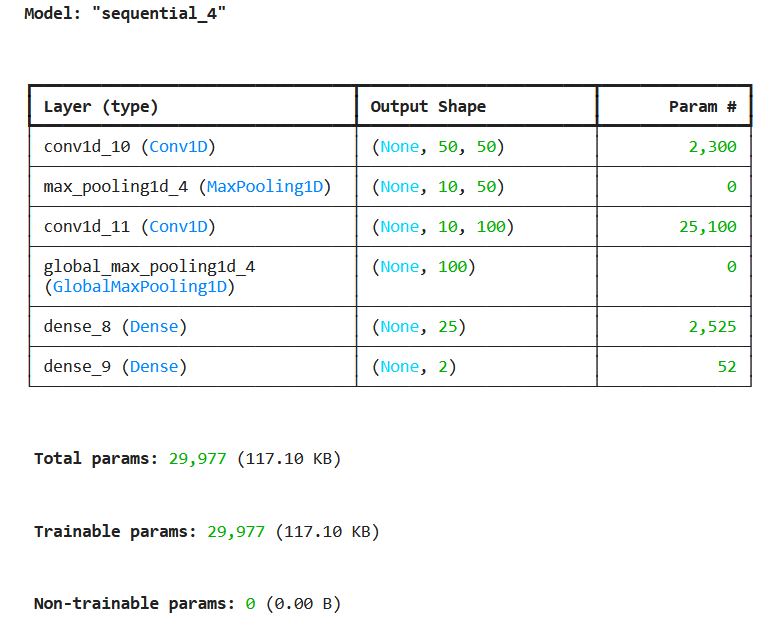 Model: "sequential_4"
Layer (type) Output Shape Param #
conv1d_10 (Conv1D) (None, 50, 50) 2,300
max_pooling1d_4 (MaxPooling1D) (None, 10, 50) 0
conv1d_11 (Conv1D) (None, 10, 100) 25,100
global_max_pooling1d_4 (None, 100) 0
(GlobalMaxPooling1D)
dense_8 (Dense) (None, 25) 2,525
dense_9 (Dense) (None, 2) 52
Total params: 29,977 (117.10 KB)
Trainable params: 29,977 (117.10 KB)
Non-trainable params: 0 (0.00 B)